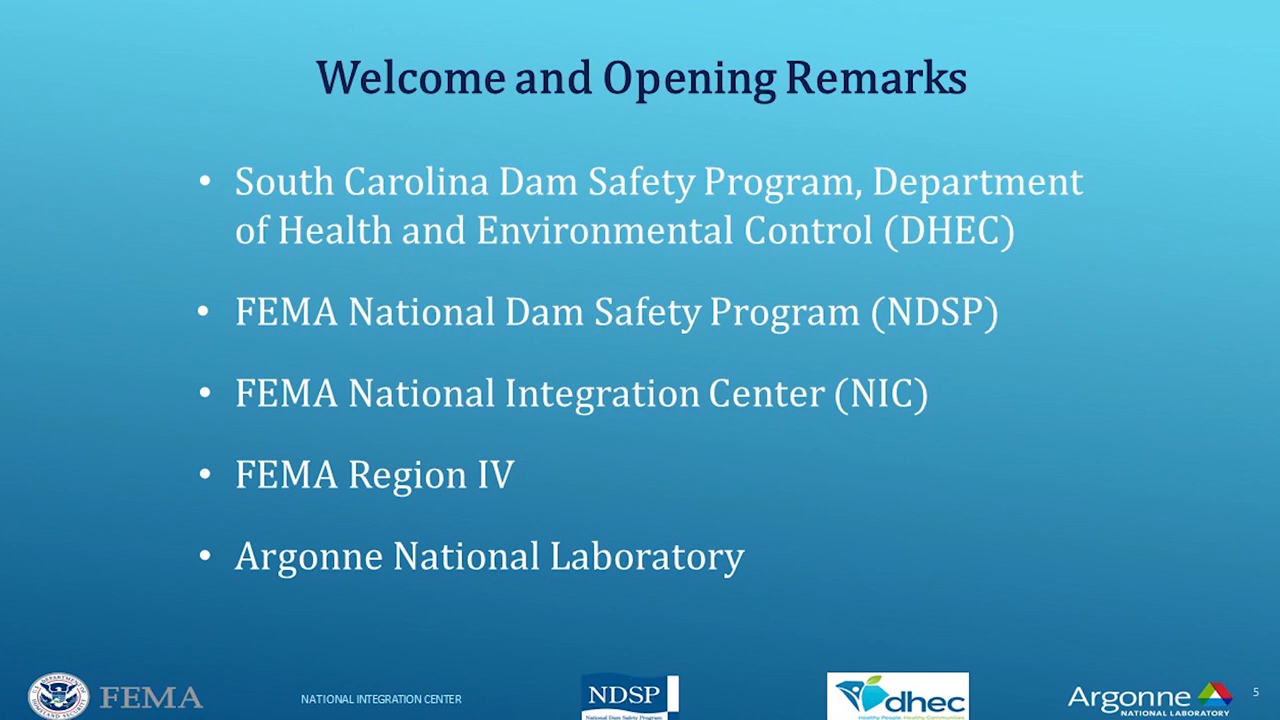 Welcome and Opening Remarks
• South Carolina Dam Safety Program, Department
of Health and Environmental Control (DHEC)
• FEMA National Dam Safety Program (NDSP)
• FEMA National Integration Center (NIC)
• FEMA Region IV
• Argonne National Laboratory
FEMA
NATIONAL INTEGRATION CENTER
NDSP
National Dam Safety Program
dhec
Healthy People. Healthy Communities
Argonne
NATIONAL LABORATORY
5